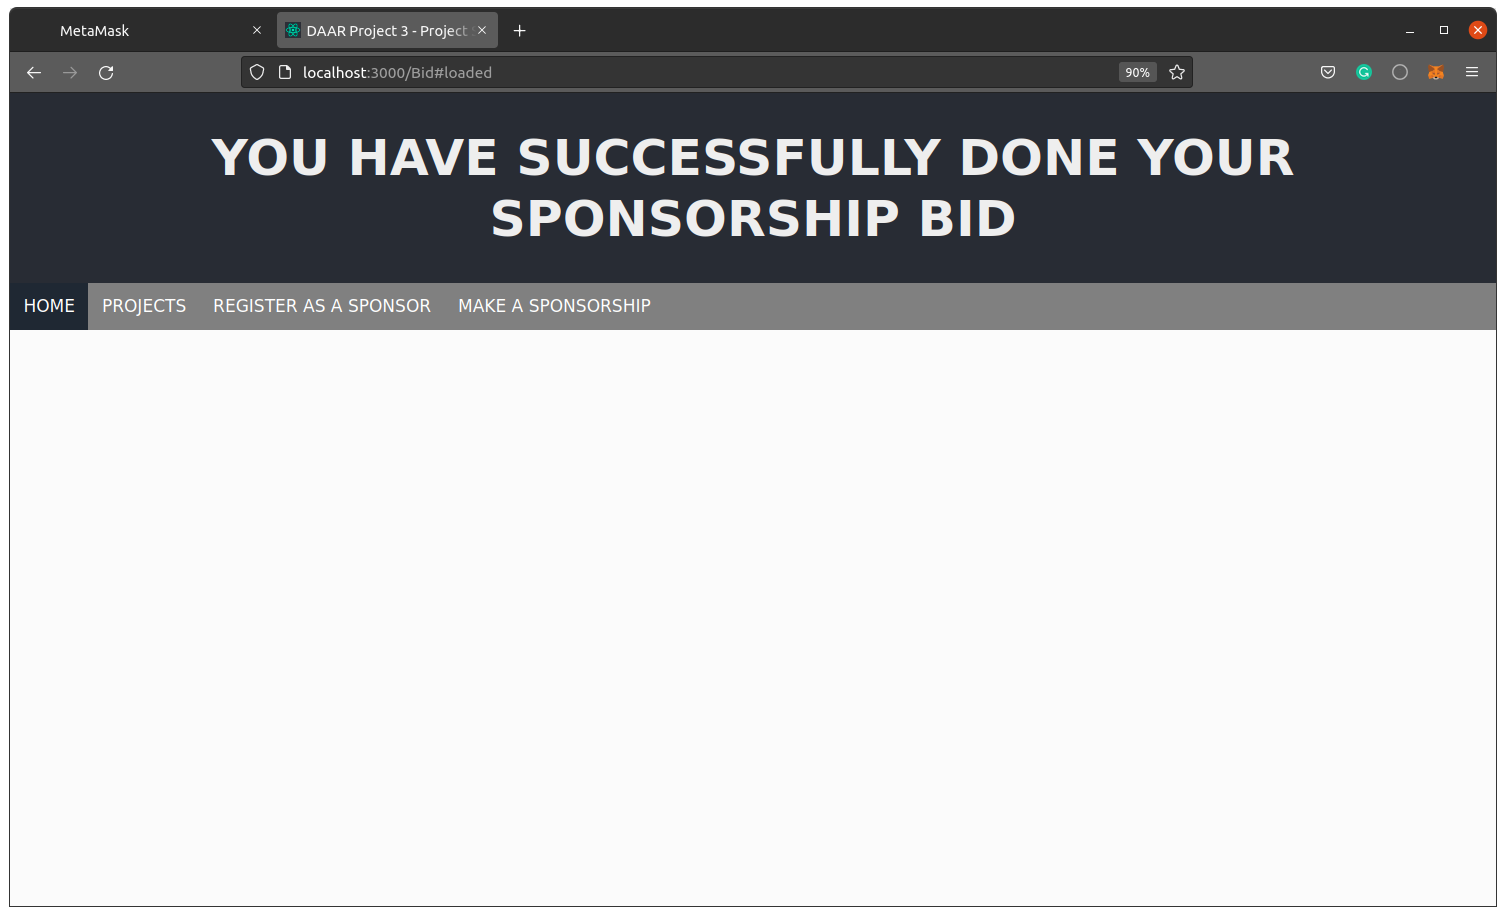 MetaMask
DAAR Project 3 - Project
localhost:3000/Bid#loaded
90%
YOU HAVE SUCCESSFULLY DONE YOUR
SPONSORSHIP BID
HOME PROJECTS REGISTER AS A SPONSOR MAKE A SPONSORSHIP